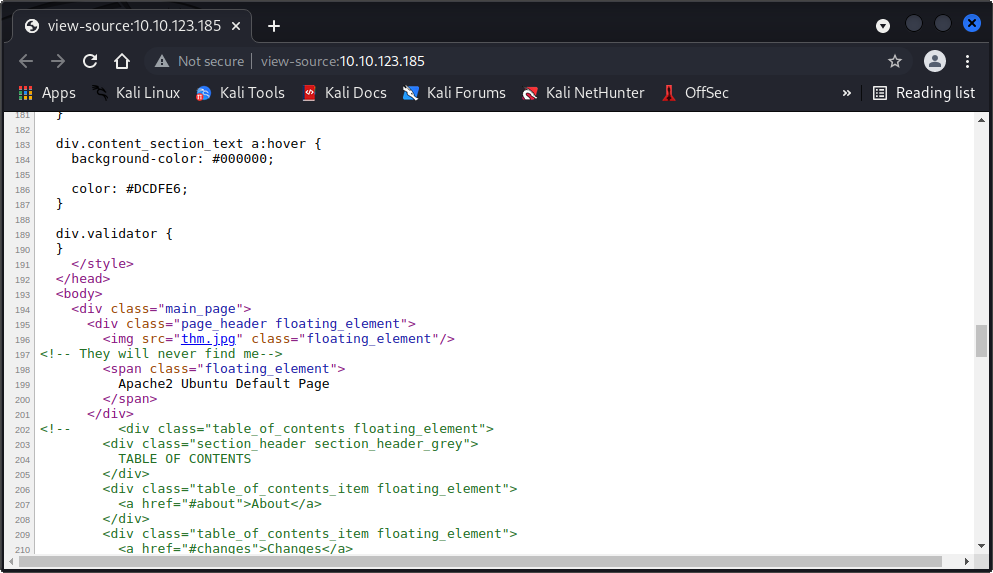 view-source:10.10.123.185
Not secure view-source:10.10.123.185
Apps Kali Linux Kali Tools Kali Docs Kali Forums Kali NetHunter OffSec » Reading list
181 }
182
183 div.content_section_text a:hover {
184 background-color: #000000;
185
186 color: #DCDFE6;
187 }
188
189 div.validator {
190 }
191 </style>
192 </head>
193 <body>
194 <div class="main_page">
195 <div class="page_header floating_element">
196 <img src="thm.jpg" class="floating_element"/>
197 <!-- They will never find me-->
198 <span class="floating_element">
199 Apache2 Ubuntu Default Page
200 </span>
201 </div>
202 <!-- <div class="table_of_contents floating_element">
203 <div class="section_header section_header_grey">
204 TABLE OF CONTENTS
205 </div>
206 <div class="table_of_contents_item floating_element">
207 <a href="#about">About</a>
208 </div>
209 <div class="table_of_contents_item floating_element">
210 <a href="#changes">Changes</a>